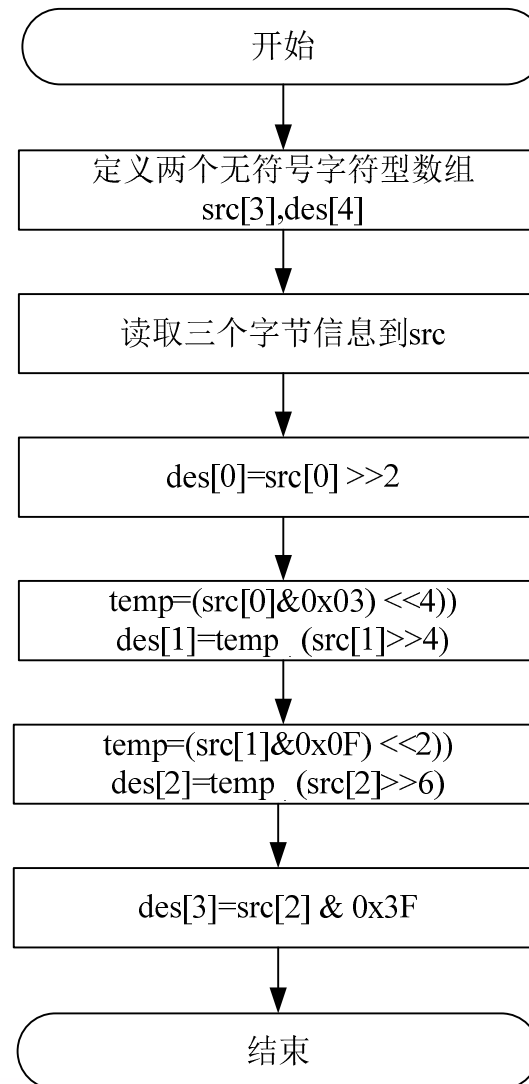 开始
定义两个无符号字符型数组
src[3],des[4]
读取三个字节信息到src
des[0]=src[0] >>2
temp=(src[0]&0x03) <<4))
des[1]=temp (src[1]>>4)
temp=(src[1]&0x0F) <<2))
des[2]=temp (src[2]>>6)
des[3]=src[2] & 0x3F
结束